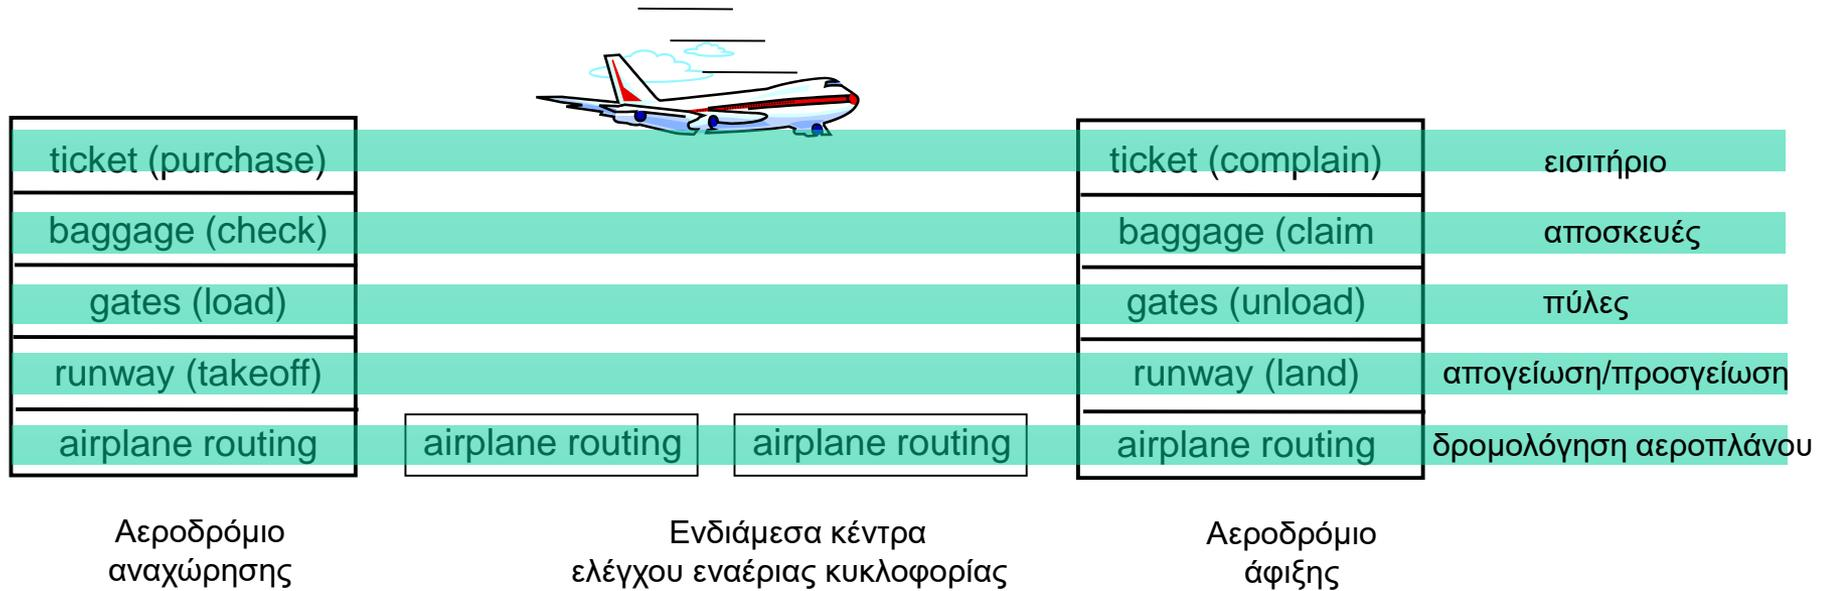 ticket (purchase) ticket (complain) εισιτήριο
baggage (check) baggage (claim αποσκευές
gates (load) gates (unload) πύλες
runway (takeoff) runway (land) απογείωση/προσγείωση
airplane routing airplane routing airplane routing airplane routing δρομολόγηση αεροπλάνου
Αεροδρόμιο
αναχώρησης
Ενδιάμεσα κέντρα
ελέγχου εναέριας κυκλοφορίας
Αεροδρόμιο
άφιξης